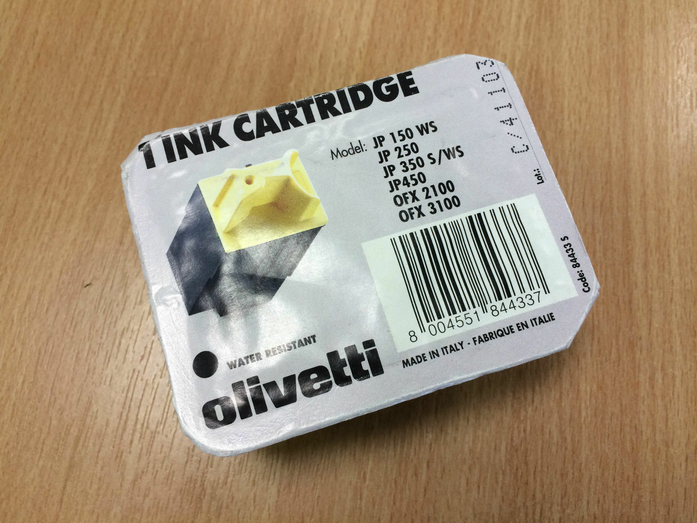 1 INK CARTRIDGE
Model: JP 150 WS
JP 250
JP 350 S/WS
JP450
OFX 2100
OFX 3100
C/41103
Lot.:
Code: 84433 S
8 004551 844337
MADE IN ITALY - FABRIQUE EN ITALIE
WATER RESISTANT
olivetti